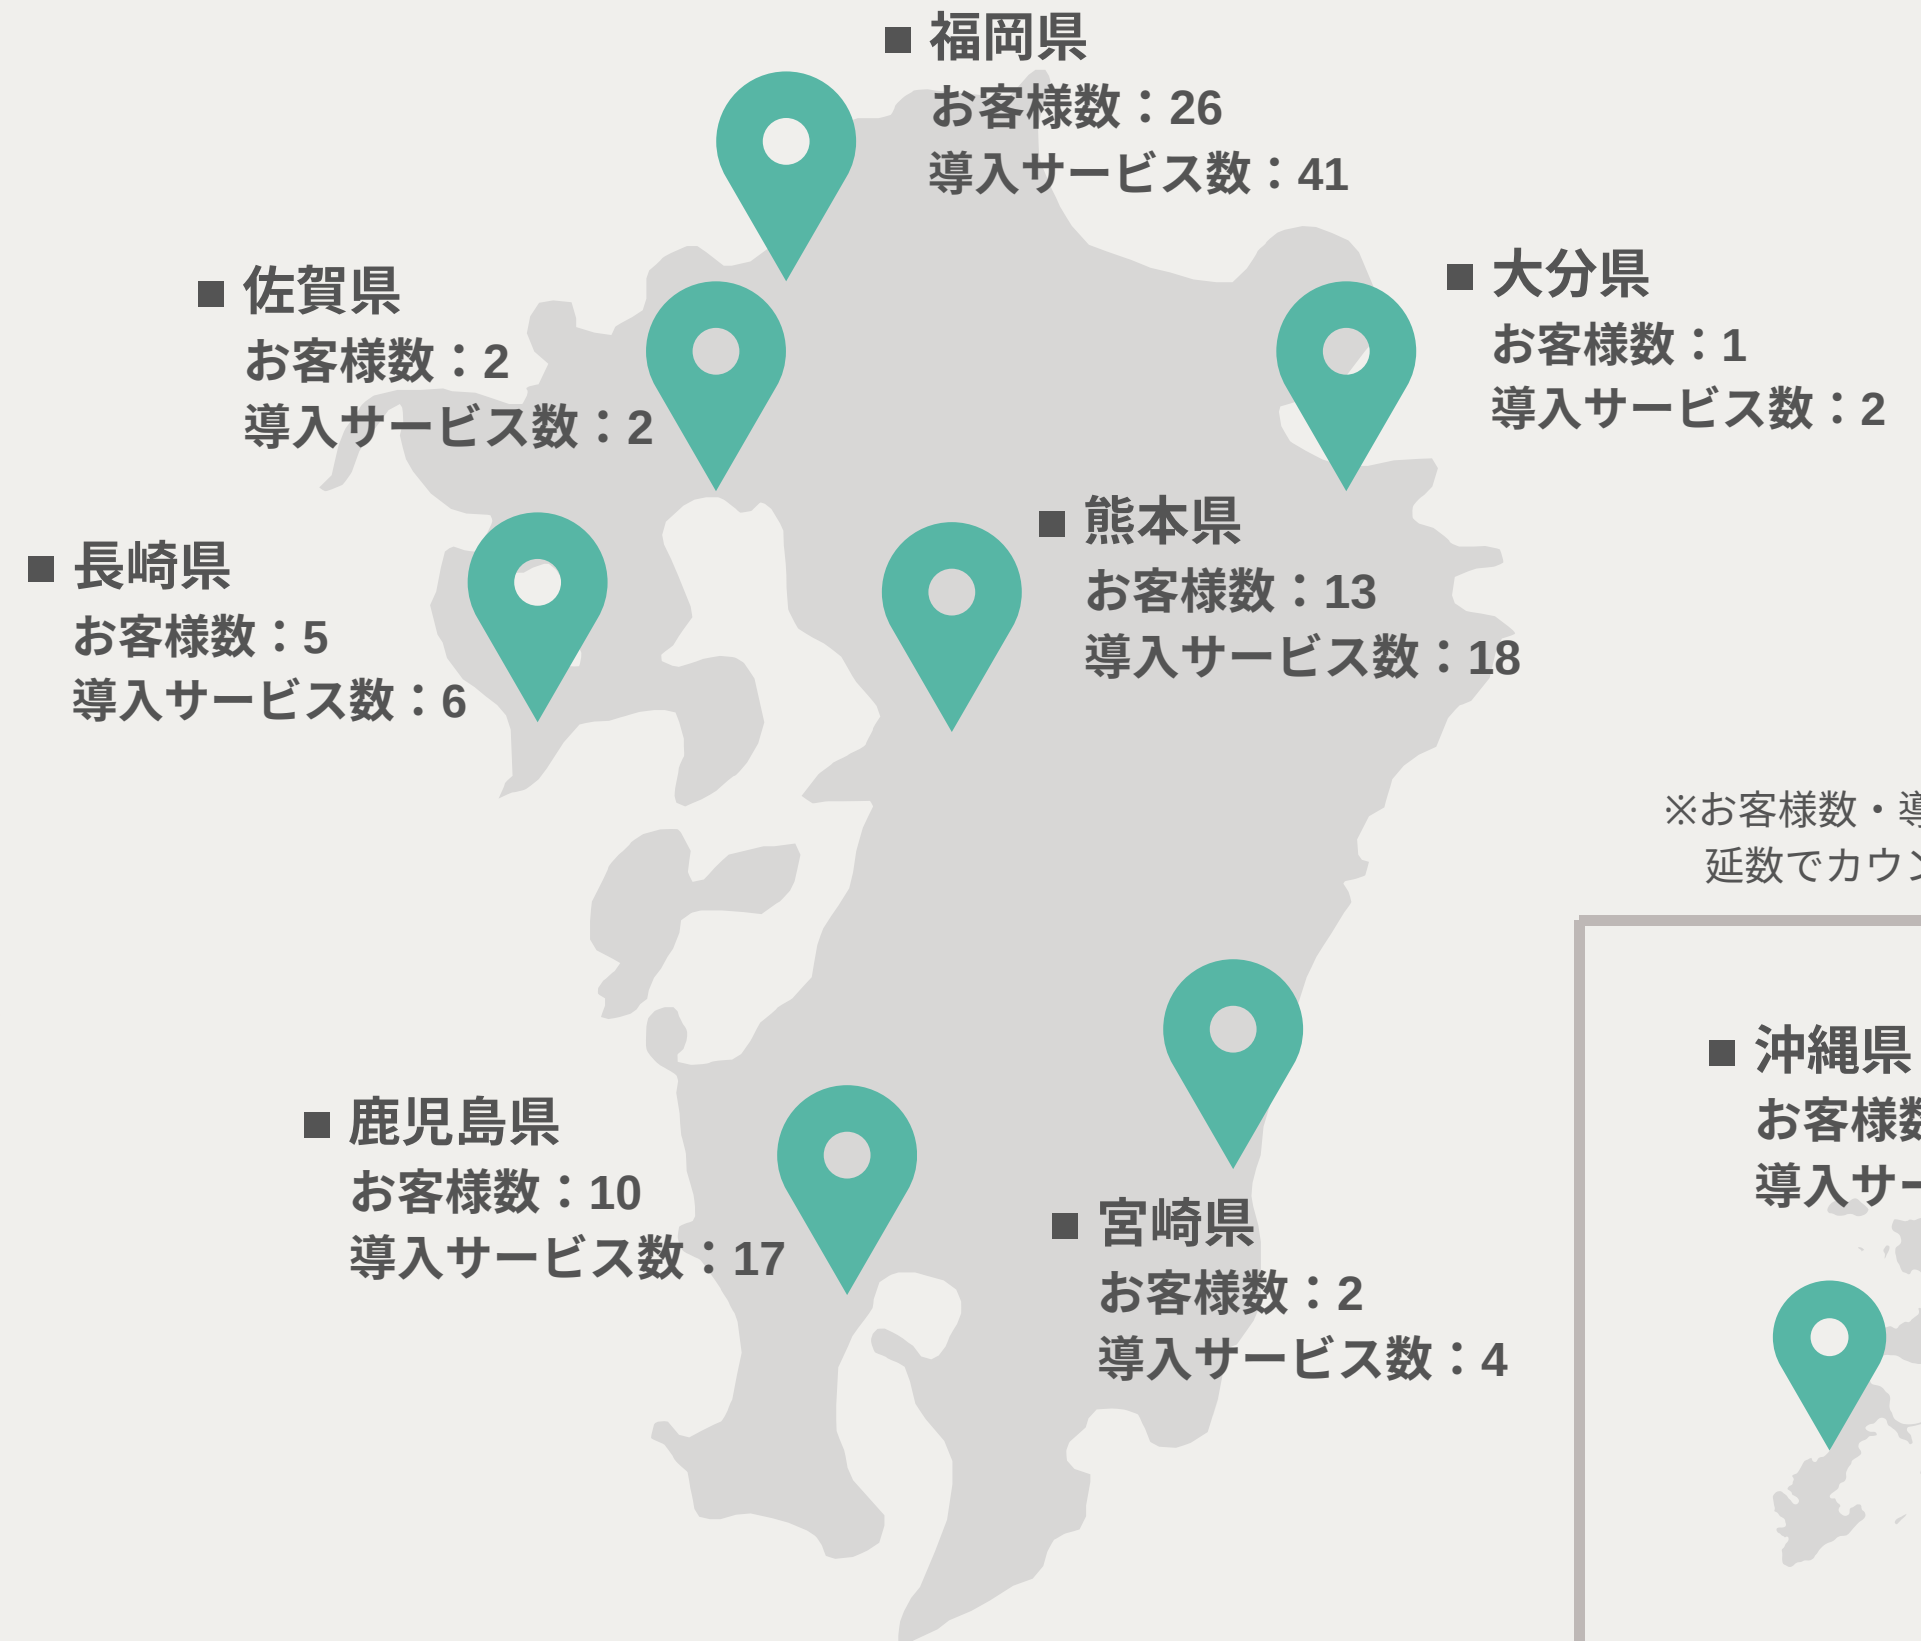 ■ 福岡県
お客様数：26
導入サービス数：41
■ 佐賀県
お客様数：2
導入サービス数：2
■ 大分県
お客様数：1
導入サービス数：2
■ 長崎県
お客様数：5
導入サービス数：6
■ 熊本県
お客様数：13
導入サービス数：18
※お客様数・導
延数でカウン
■ 鹿児島県
お客様数：10
導入サービス数：17
■ 宮崎県
お客様数：2
導入サービス数：4
■ 沖縄県
お客様数
導入サー